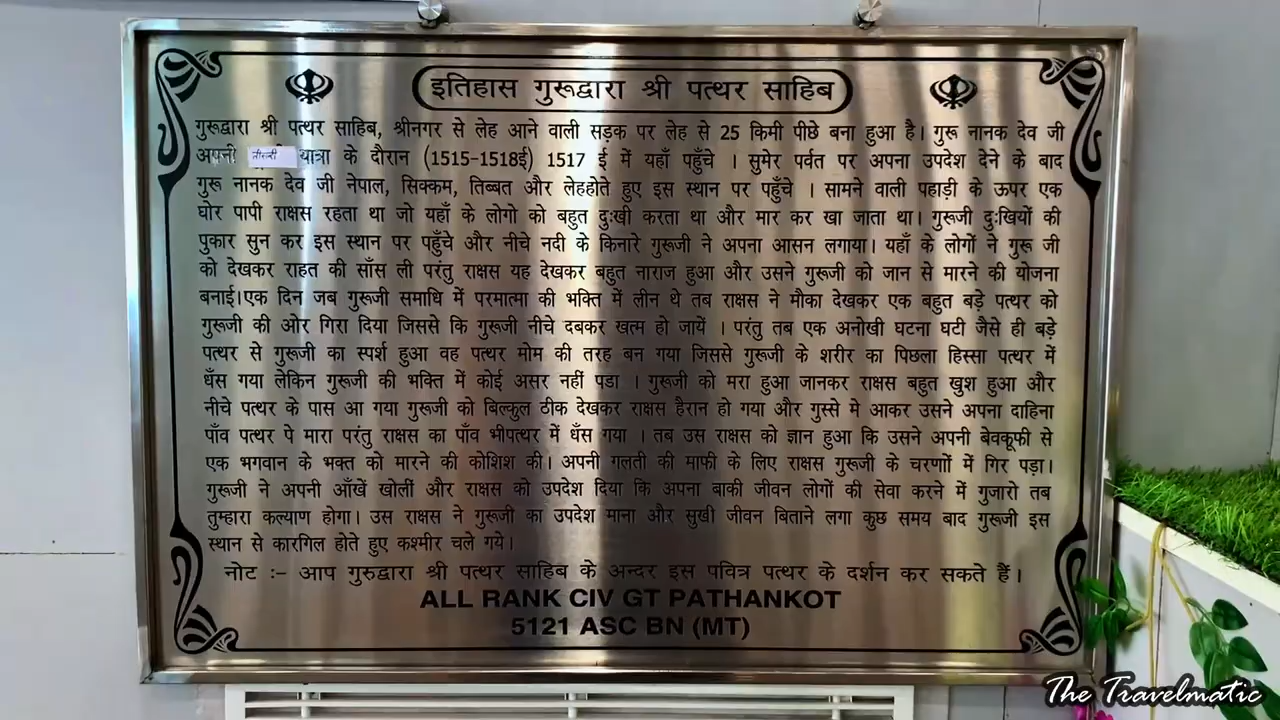 इतिहास गुरूद्वारा श्री पत्थर साहिब
गुरूद्वारा श्री पत्थर साहिब, श्रीनगर से लेह आने वाली सड़क पर लेह से 25 किमी पीछे बना हुआ है। गुरू नानक देव जी
अपनी तीसरी यात्रा के दौरान (1515-1518ई) 1517 ई में यहाँ पहुँचे । सुमेर पर्वत पर अपना उपदेश देने के बाद
गुरू नानक देव जी नेपाल, सिक्कम, तिब्बत और लेहहोते हुए इस स्थान पर पहुँचे । सामने वाली पहाड़ी के ऊपर एक
घोर पापी राक्षस रहता था जो यहाँ के लोगो को बहुत दुःखी करता था और मार कर खा जाता था। गुरूजी दुःखियों की
पुकार सुन कर इस स्थान पर पहुँचे और नीचे नदी के किनारे गुरूजी ने अपना आसन लगाया। यहाँ के लोगों ने गुरू जी
को देखकर राहत की साँस ली परंतु राक्षस यह देखकर बहुत नाराज हुआ और उसने गुरूजी को जान से मारने की योजना
बनाई।एक दिन जब गुरूजी समाधि में परमात्मा की भक्ति में लीन थे तब राक्षस ने मौका देखकर एक बहुत बड़े पत्थर को
गुरूजी की ओर गिरा दिया जिससे कि गुरूजी नीचे दबकर खत्म हो जायें । परंतु तब एक अनोखी घटना घटी जैसे ही बड़े
पत्थर से गुरूजी का स्पर्श हुआ वह पत्थर मोम की तरह बन गया जिससे गुरूजी के शरीर का पिछला हिस्सा पत्थर में
धँस गया लेकिन गुरूजी की भक्ति में कोई असर नहीं पडा । गुरूजी को मरा हुआ जानकर राक्षस बहुत खुश हुआ और
नीचे पत्थर के पास आ गया गुरूजी को बिल्कुल ठीक देखकर राक्षस हैरान हो गया और गुस्से मे आकर उसने अपना दाहिना
पाँव पत्थर पे मारा परंतु राक्षस का पाँव भीपत्थर में धँस गया । तब उस राक्षस को ज्ञान हुआ कि उसने अपनी बेवकूफी से
एक भगवान के भक्त को मारने की कोशिश की। अपनी गलती की माफी के लिए राक्षस गुरूजी के चरणाों में गिर पड़ा।
गुरूजी ने अपनी आँखें खोलीं और राक्षस को उपदेश दिया कि अपना बाकी जीवन लोगों की सेवा करने में गुजारो तब
तुम्हारा कल्याण होगा। उस राक्षस ने गुरूजी का उपदेश माना और सुखी जीवन बिताने लगा कुछ समय बाद गुरूजी इस
स्थान से कारगिल होते हुए कश्मीर चले गये।
नोट :- आप गुरुद्वारा श्री पत्थर साहिब के अन्दर इस पवित्र पत्थर के दर्शन कर सकते हैं।
ALL RANK CIV GT PATHANKOT
5121 ASC BN (MT)
The Travelmatic